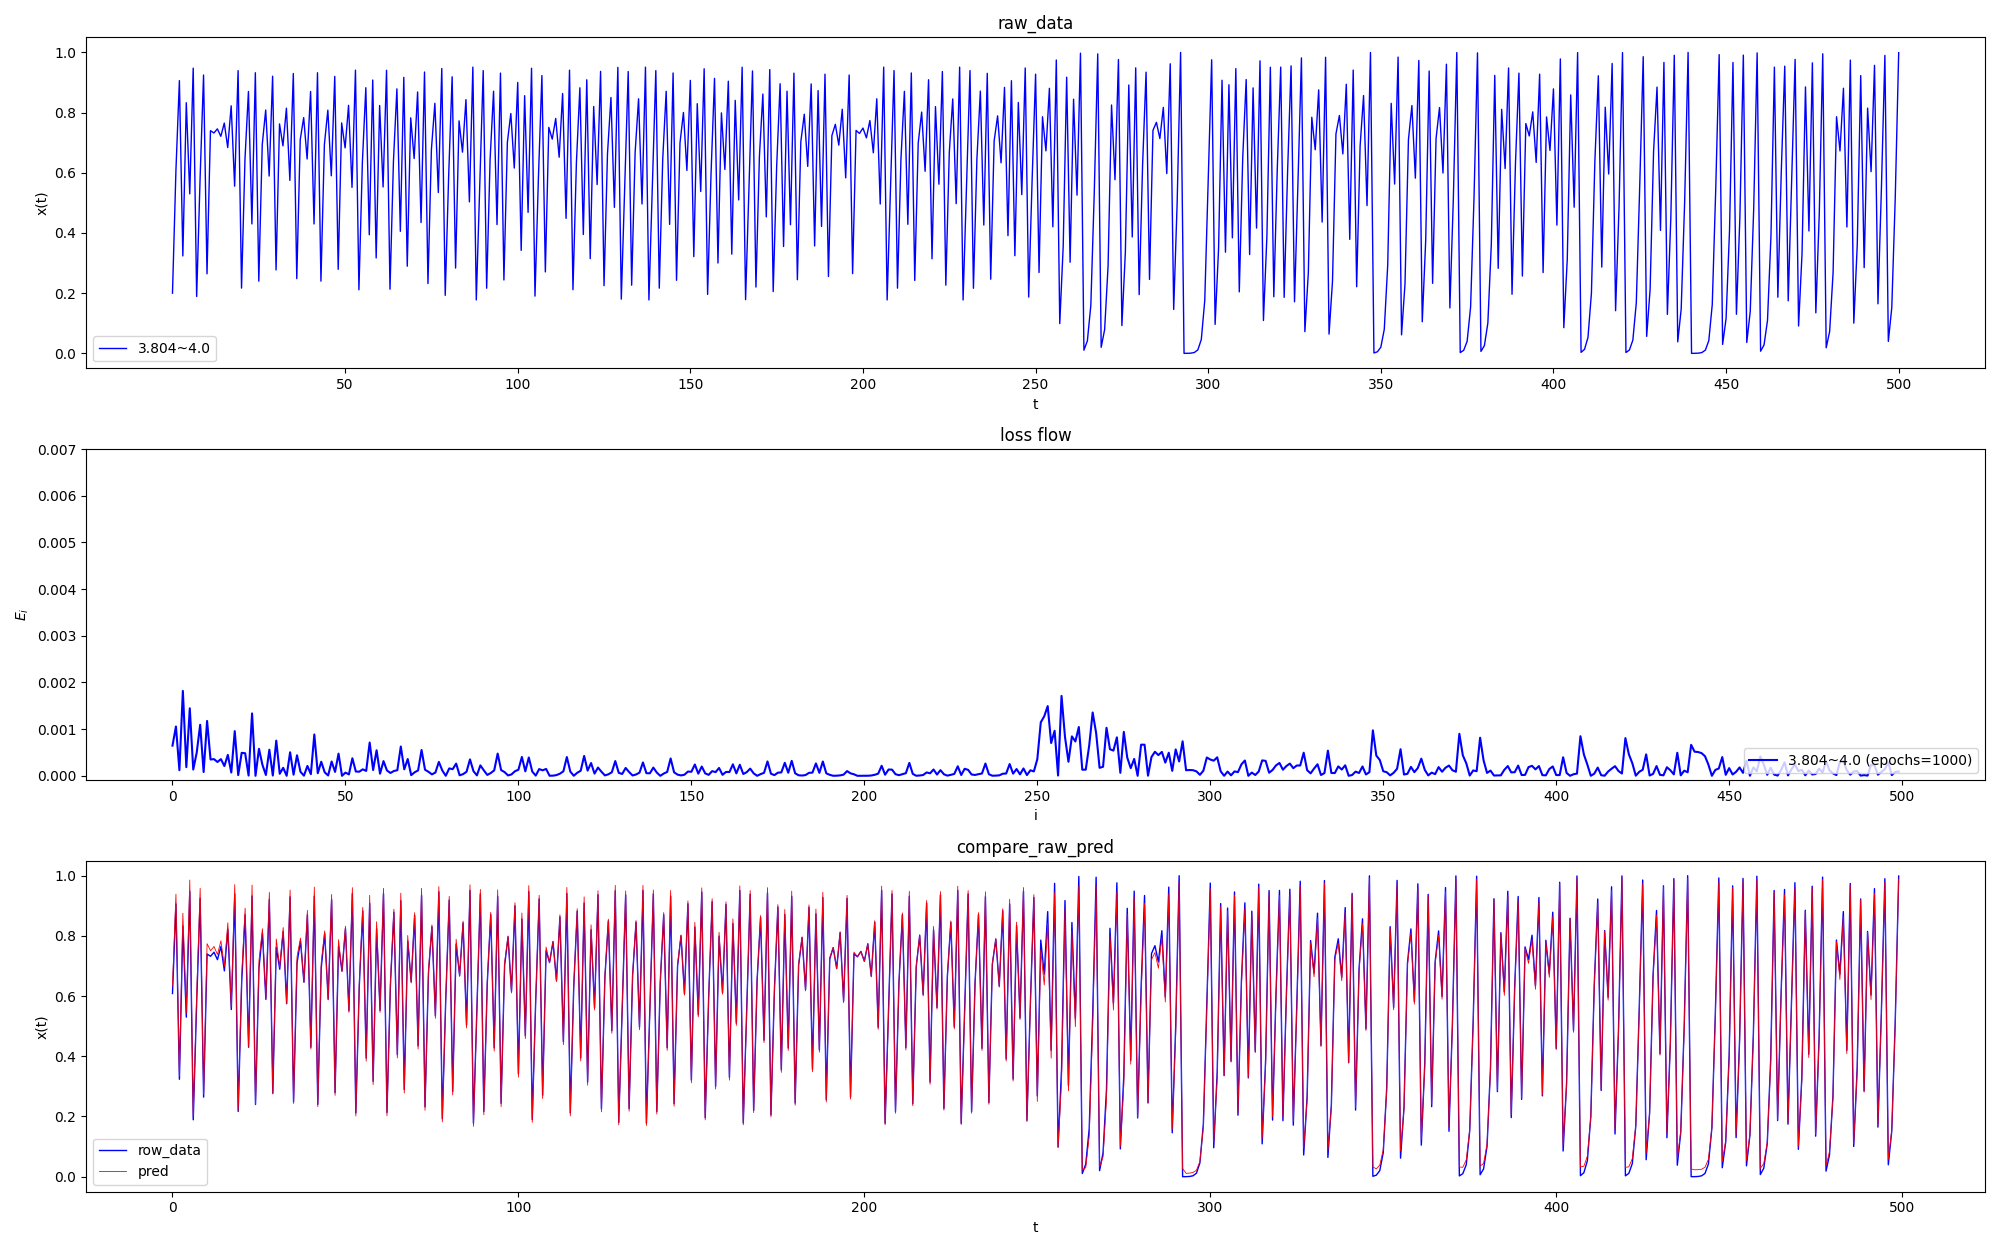 raw_data
1.0
0.8
0.6
0.4
0.2
0.0
x(t)
3.804~4.0
50 100 150 200 250 300 350 400 450 500
t
loss flow
0.007
0.006
0.005
0.004
0.003
0.002
0.001
0.000
E_i
3.804~4.0 (epochs=1000)
0 50 100 150 200 250 300 350 400 450 500
i
compare_raw_pred
1.0
0.8
0.6
0.4
0.2
0.0
x(t)
row_data
pred
0 100 200 300 400 500
t